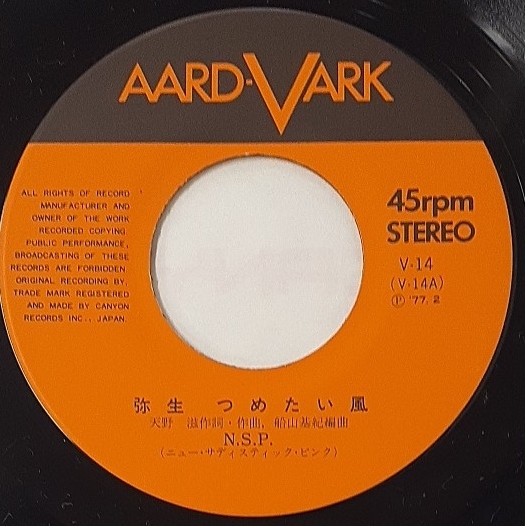 AARD-VARK
ALL RIGHTS OF RECORD
MANUFACTURER AND
OWNER OF THE WORK
RECORDED COPYING
PUBLIC PERFORMANCE,
BROADCASTING OF THESE
RECORDS ARE FORBIDDEN.
ORIGINAL RECORDING BY,
TRADE MARK REGISTERED
AND MADE BY CANYON
RECORDS INC., JAPAN.
45rpm
STEREO
V-14
(V-14A)
Ⓟ '77. 2
弥生 つめたい風
天野 滋作詞・作曲, 船山基紀編曲
N.S.P.
(ニュー・サディスティック・ピンク)